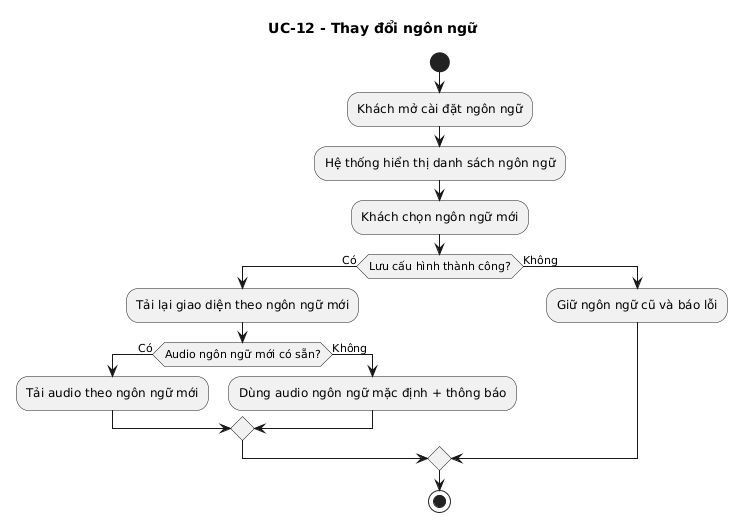 UC-12 - Thay đổi ngôn ngữ
Khách mở cài đặt ngôn ngữ
Hệ thống hiển thị danh sách ngôn ngữ
Khách chọn ngôn ngữ mới
Có
Lưu cấu hình thành công?
Không
Tải lại giao diện theo ngôn ngữ mới
Giữ ngôn ngữ cũ và báo lỗi
Có
Audio ngôn ngữ mới có sẵn?
Không
Tải audio theo ngôn ngữ mới
Dùng audio ngôn ngữ mặc định + thông báo